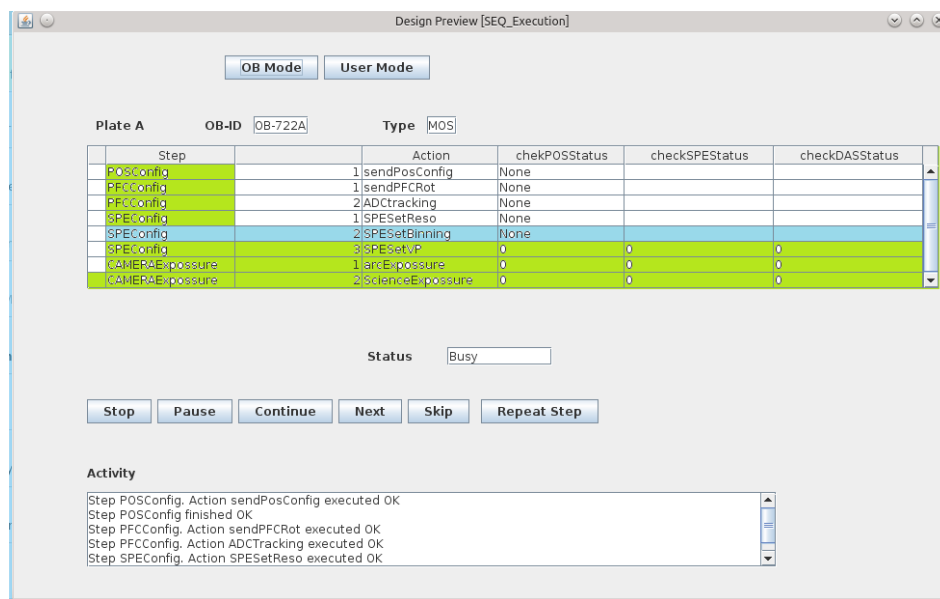 Design Preview [SEQ_Execution]
OB Mode User Mode
Plate A OB-ID OB-722A Type MOS
Step Action chekPOSStatus checkSPEStatus checkDASStatus
POSConfig 1 sendPosConfig None
PFCConfig 1 sendPFCRot None
PFCConfig 2 ADCtracking None
SPEConfig 1 SPESetReso None
SPEConfig 2 SPESetBinning None
SPEConfig 3 SPESetVP 0 0 0
CAMERAExpossure 1 arcExpossure 0 0 0
CAMERAExpossure 2 ScienceExpossure 0 0 0
Status Busy
Stop Pause Continue Next Skip Repeat Step
Activity
Step POSConfig. Action sendPosConfig executed OK
Step POSConfig finished OK
Step PFCConfig. Action sendPFCRot executed OK
Step PFCConfig. Action ADCTracking executed OK
Step SPEConfig. Action SPESetReso executed OK